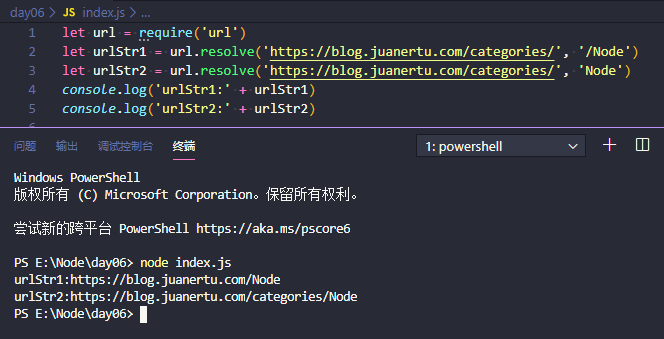 day06 > JS index.js > ...
1 let url = require('url')
2 let urlStr1 = url.resolve('https://blog.juanertu.com/categories/', '/Node')
3 let urlStr2 = url.resolve('https://blog.juanertu.com/categories/', 'Node')
4 console.log('urlStr1:' + urlStr1)
5 console.log('urlStr2:' + urlStr2)
6
问题 输出 调试控制台 终端 1: powershell
Windows PowerShell
版权所有 (C) Microsoft Corporation。保留所有权利。
尝试新的跨平台 PowerShell https://aka.ms/pscore6
PS E:\Node\day06> node index.js
urlStr1:https://blog.juanertu.com/Node
urlStr2:https://blog.juanertu.com/categories/Node
PS E:\Node\day06>